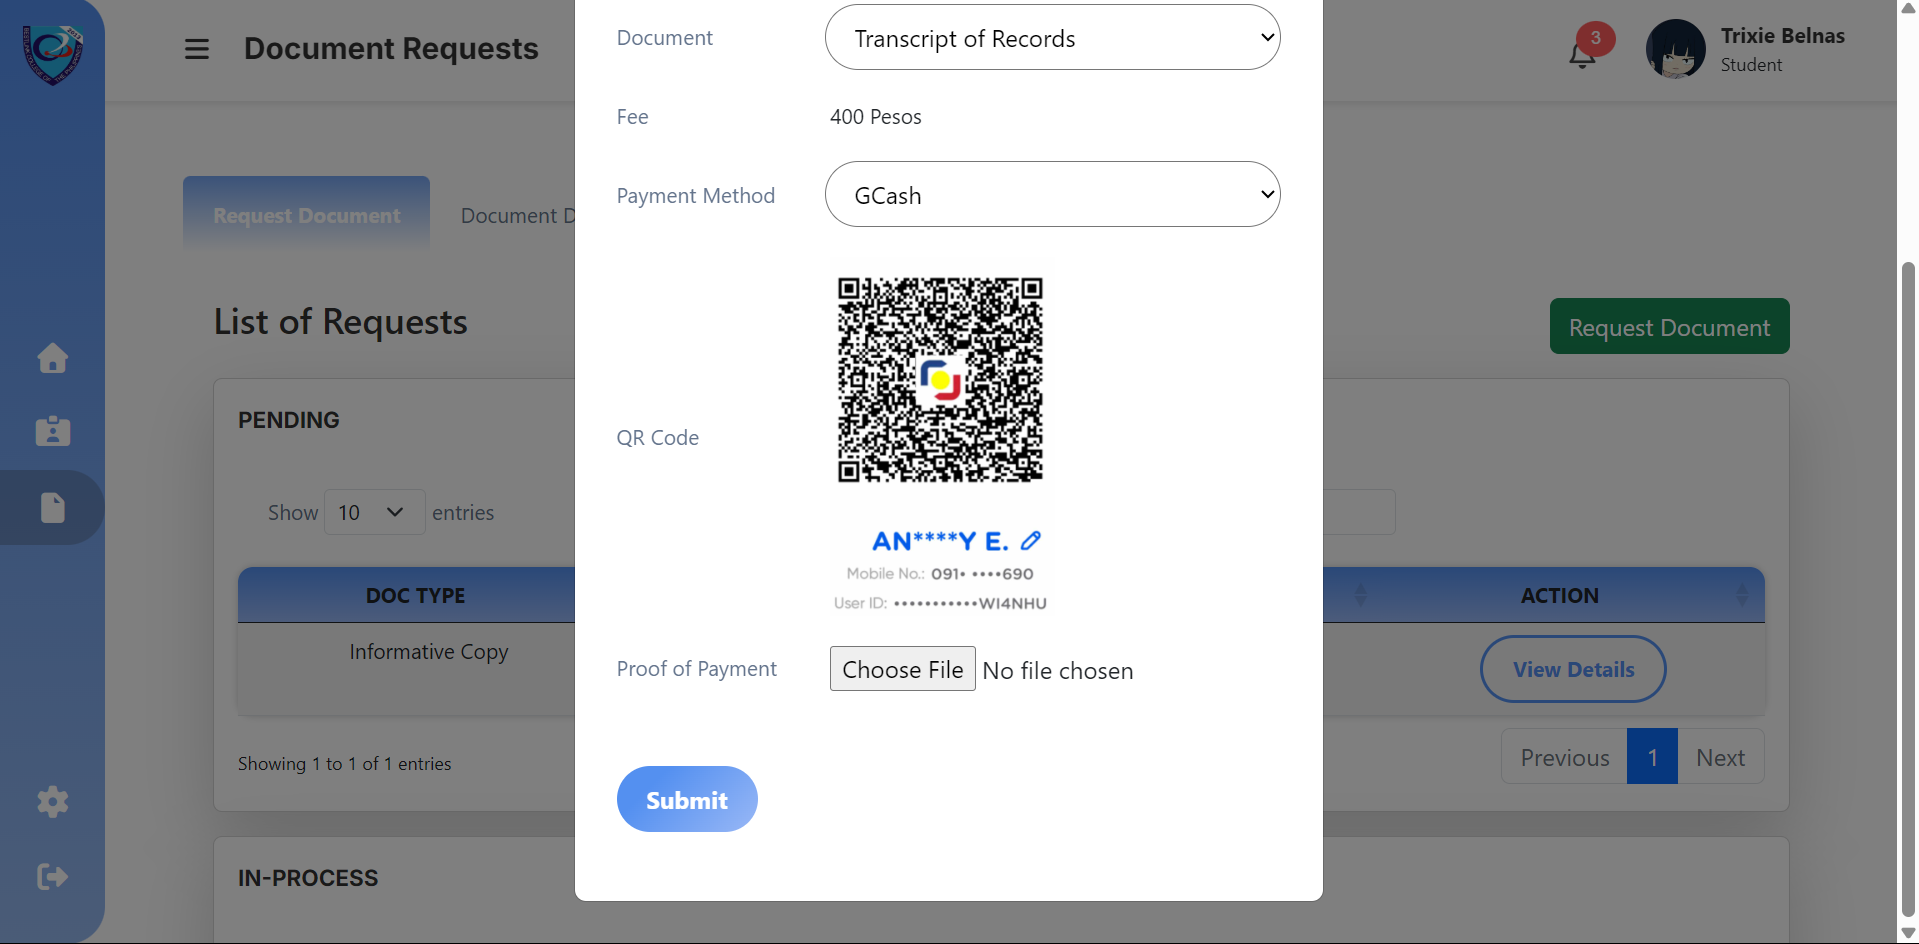 Document Requests
3
Trixie Belnas
Student
Request Document
Document D
List of Requests
Request Document
PENDING
Show 10 entries
DOC TYPE
ACTION
Informative Copy
View Details
Showing 1 to 1 of 1 entries
Previous 1 Next
IN-PROCESS
Document Transcript of Records
Fee 400 Pesos
Payment Method GCash
QR Code
AN****Y E.
Mobile No.: 091• ••••690
User ID: •••••••••••WI4NHU
Proof of Payment Choose File No file chosen
Submit